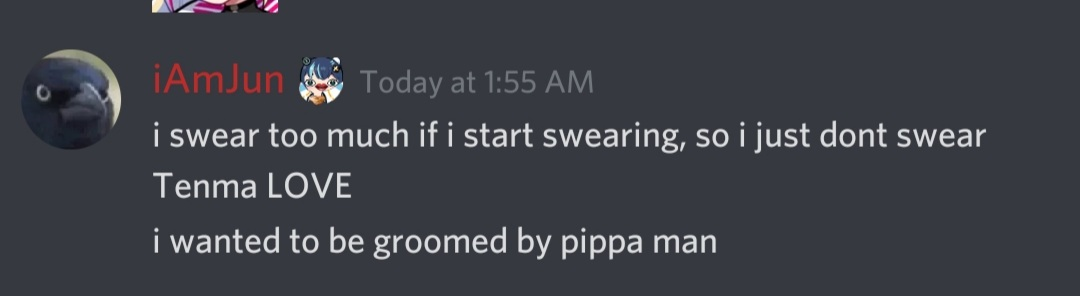 iAmJun Today at 1:55 AM
i swear too much if i start swearing, so i just dont swear
Tenma LOVE
i wanted to be groomed by pippa man